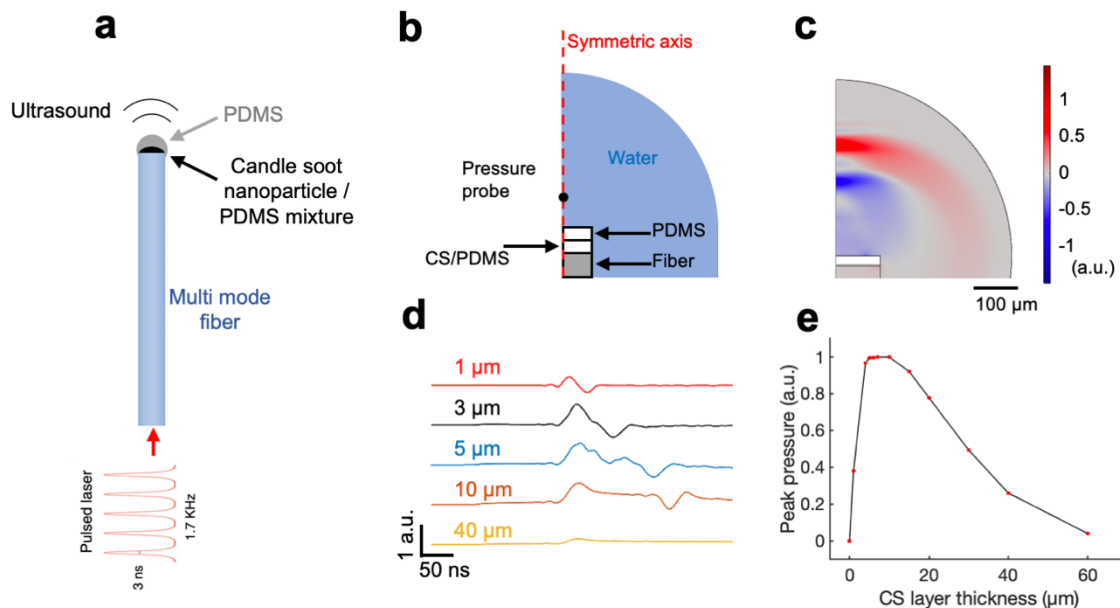 a
Ultrasound
PDMS
Candle soot
nanoparticle /
PDMS mixture
Multi mode
fiber
Pulsed laser
1.7 KHz
3 ns
b
Symmetric axis
Water
Pressure
probe
PDMS
CS/PDMS
Fiber
c
1
0.5
0
-0.5
-1
(a.u.)
100 µm
d
1 µm
3 µm
5 µm
10 µm
40 µm
1 a.u.
50 ns
e
Peak pressure (a.u.)
1
0.8
0.6
0.4
0.2
0
0
20
40
60
CS layer thickness (µm)